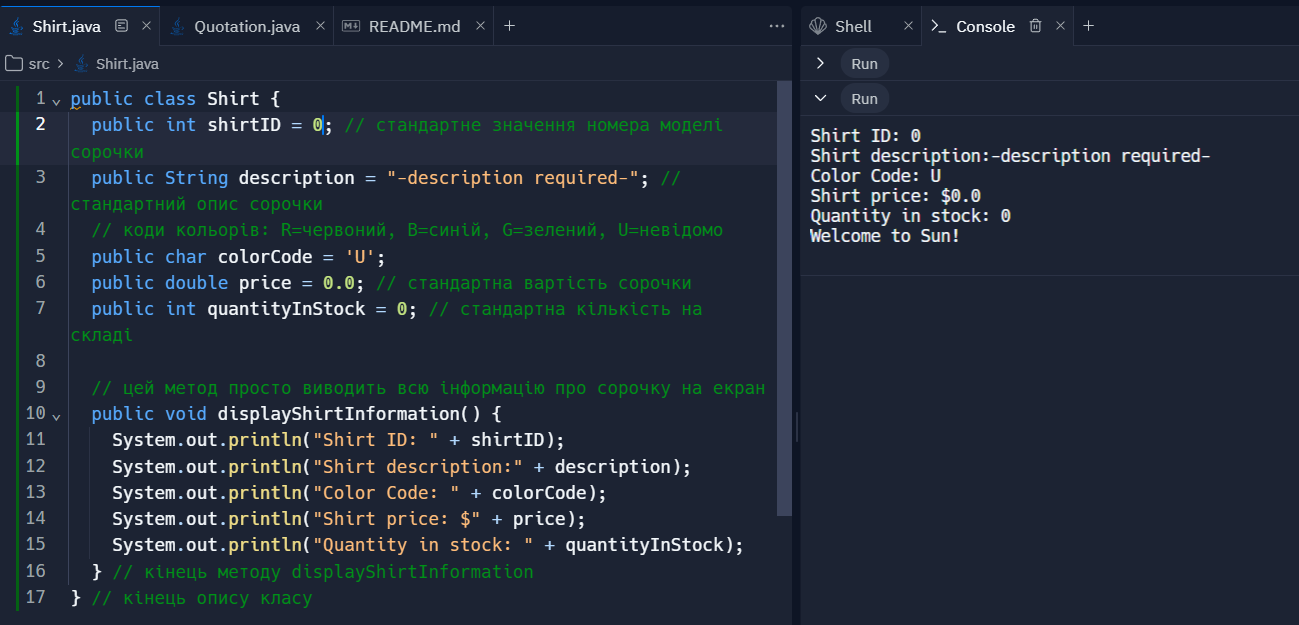 Shirt.java
Quotation.java
README.md
Shell
Console
src > Shirt.java
Run
Run
1 public class Shirt {
2 public int shirtID = 0; // стандартне значення номера моделі
сорочки
3 public String description = "-description required-"; //
стандартний опис сорочки
4 // коди кольорів: R=червоний, B=синій, G=зелений, U=невідомо
5 public char colorCode = 'U';
6 public double price = 0.0; // стандартна вартість сорочки
7 public int quantityInStock = 0; // стандартна кількість на
складі
8
9 // цей метод просто виводить всю інформацію про сорочку на екран
10 public void displayShirtInformation() {
11 System.out.println("Shirt ID: " + shirtID);
12 System.out.println("Shirt description:" + description);
13 System.out.println("Color Code: " + colorCode);
14 System.out.println("Shirt price: $" + price);
15 System.out.println("Quantity in stock: " + quantityInStock);
16 } // кінець методу displayShirtInformation
17 } // кінець опису класу
Shirt ID: 0
Shirt description:-description required-
Color Code: U
Shirt price: $0.0
Quantity in stock: 0
Welcome to Sun!